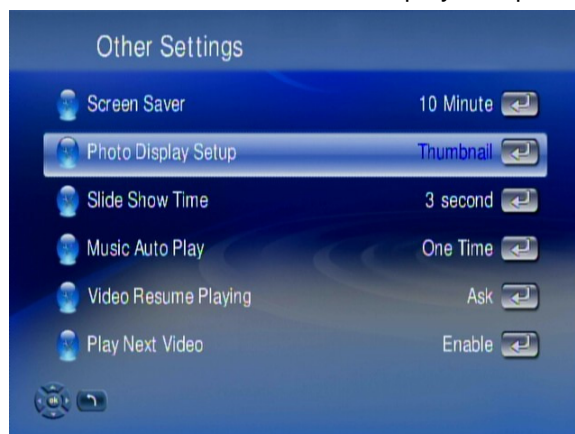 Other Settings
Screen Saver 10 Minute
Photo Display Setup Thumbnail
Slide Show Time 3 second
Music Auto Play One Time
Video Resume Playing Ask
Play Next Video Enable
ok